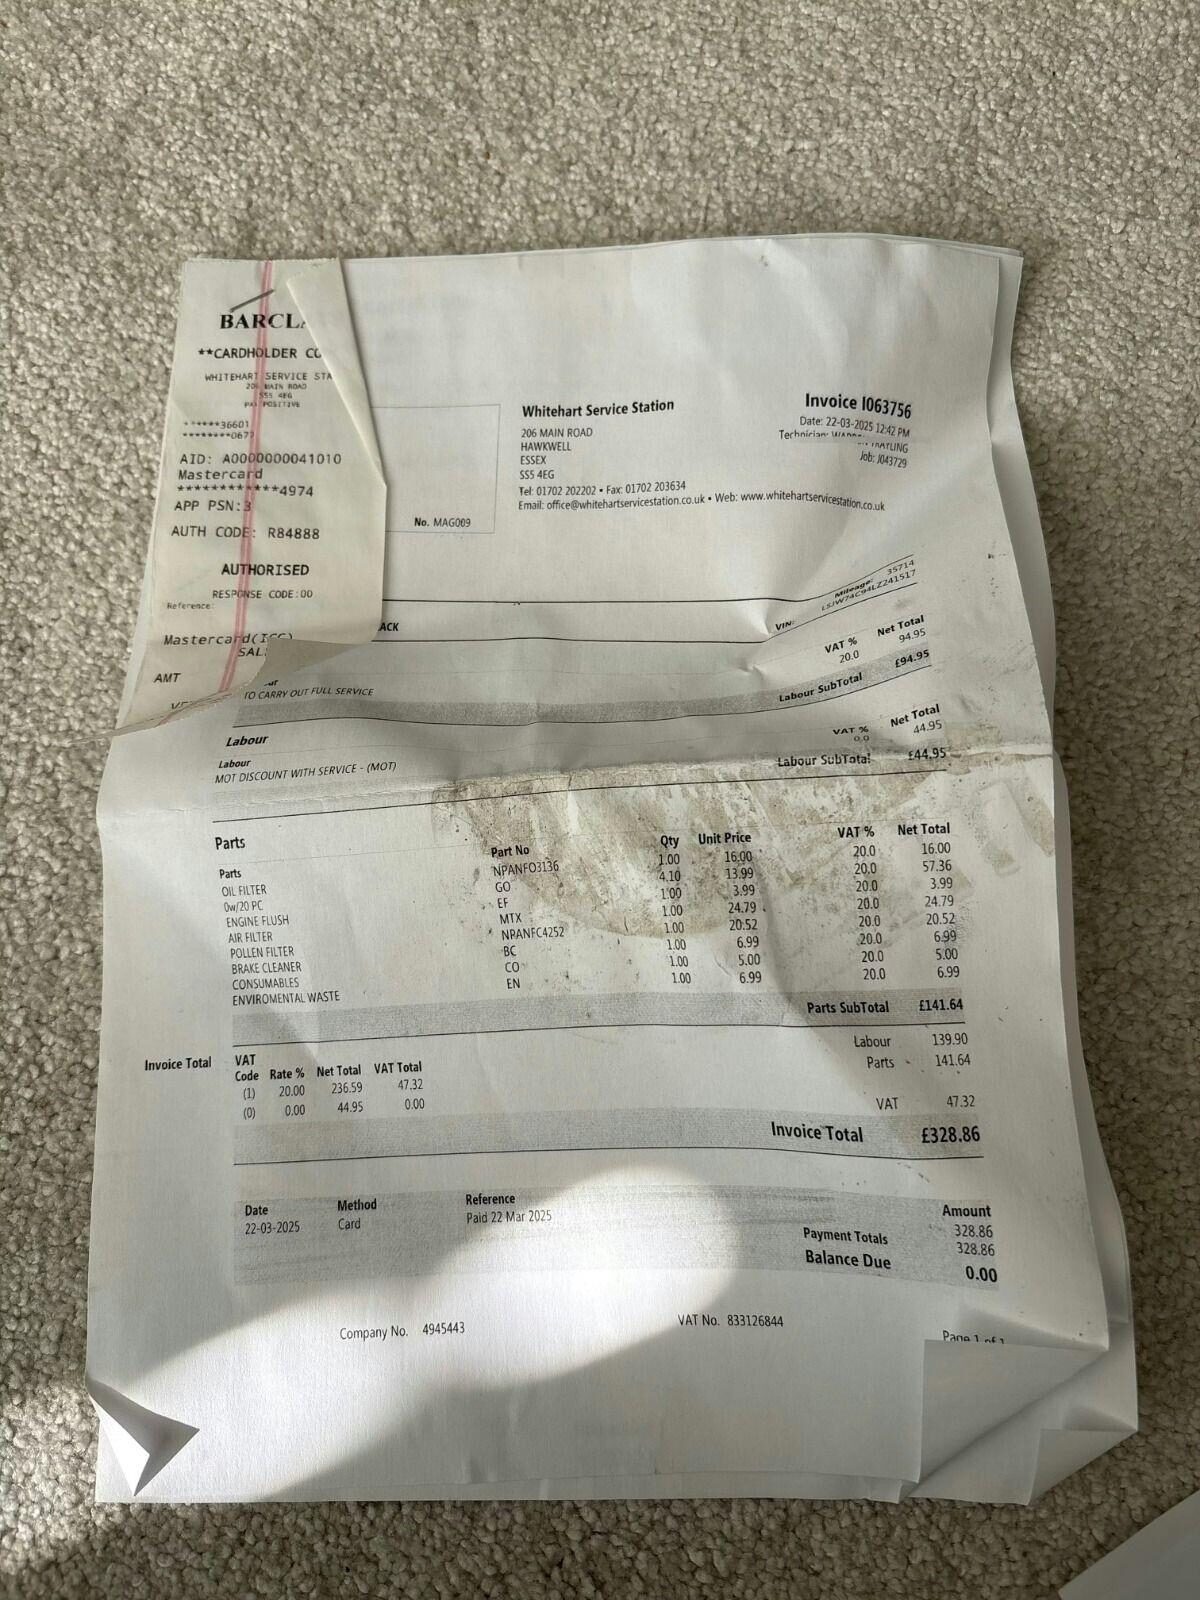 BARCLA
**CARDHOLDER CO
WHITEHART SERVICE STA
206 MAIN ROAD
SS5 4EG
PAX POSITIVE
******36601
AID: A0000000041010
Mastercard
************4974
APP PSN:3
AUTH CODE: R84888
AUTHORISED
RESPONSE CODE:00
Reference:
Mastercard(ICC)
SAL
AMT
No. MAG009
Whitehart Service Station
206 MAIN ROAD
HAWKWELL
ESSEX
SS5 4EG
Tel: 01702 202202 • Fax: 01702 203634
Email: office@whitehartservicestation.co.uk • Web: www.whitehartservicestation.co.uk
Invoice I063756
Date: 22-03-2025 12:42 PM
Technician:
Job: J043729
ACK
Mileage: 35714
VIN: LSJW74C94LZ241517
VAT % Net Total
TO CARRY OUT FULL SERVICE 20.0 94.95
Labour SubTotal £94.95
Labour
Labour VAT % Net Total
MOT DISCOUNT WITH SERVICE - (MOT) 0.0 44.95
Labour SubTotal £44.95
Parts
Parts Part No Qty Unit Price VAT % Net Total
OIL FILTER NPANFO3136 1.00 16.00 20.0 16.00
0w/20 PC GO 4.10 13.99 20.0 57.36
ENGINE FLUSH EF 1.00 3.99 20.0 3.99
AIR FILTER MTX 1.00 24.79 20.0 24.79
POLLEN FILTER NPANFC4252 1.00 20.52 20.0 20.52
BRAKE CLEANER BC 1.00 6.99 20.0 6.99
CONSUMABLES CO 1.00 5.00 20.0 5.00
ENVIROMENTAL WASTE EN 1.00 6.99 20.0 6.99
Parts SubTotal £141.64
Labour 139.90
Parts 141.64
VAT 47.32
Invoice Total £328.86
Invoice Total
VAT Code Rate % Net Total VAT Total
(1) 20.00 236.59 47.32
(0) 0.00 44.95 0.00
Date Method Reference Amount
22-03-2025 Card Paid 22 Mar 2025 328.86
Payment Totals 328.86
Balance Due 0.00
Company No. 4945443 VAT No. 833126844
Page 1 of 1